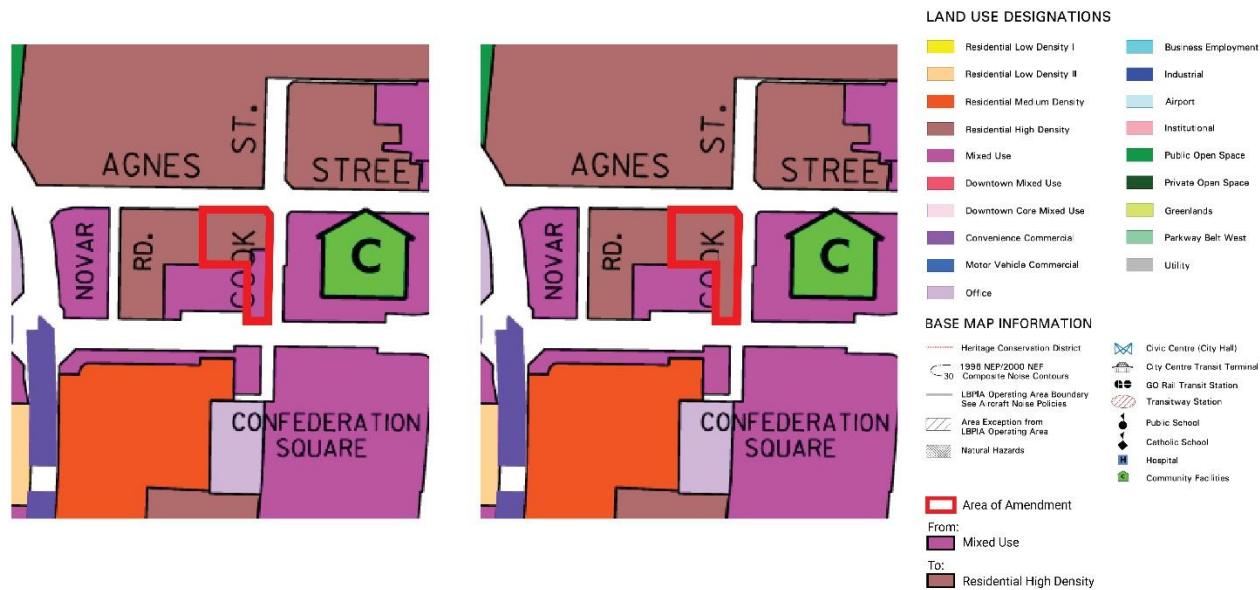 AGNES
ST.
STREE
NOVAR
RD.
COOK
C
CONFEDERATION
SQUARE
AGNES
ST.
STREE
NOVAR
RD.
COOK
C
CONFEDERATION
SQUARE
LAND USE DESIGNATIONS
Residential Low Density I
Residential Low Density II
Residential Medium Density
Residential High Density
Mixed Use
Downtown Mixed Use
Downtown Core Mixed Use
Convenience Commercial
Motor Vehicle Commercial
Office
Business Employment
Industrial
Airport
Institutional
Public Open Space
Private Open Space
Greenlands
Parkway Belt West
Utility
BASE MAP INFORMATION
Heritage Conservation District
1996 NEP/2000 NEF
Composite Noise Contours
30
LBPIA Operating Area Boundary
See Aircraft Noise Policies
Area Exception from
LBPIA Operating Area
Natural Hazards
Civic Centre (City Hall)
City Centre Transit Terminal
GO Rail Transit Station
Transitway Station
Public School
Catholic School
H Hospital
C Community Facilities
Area of Amendment
From:
Mixed Use
To:
Residential High Density